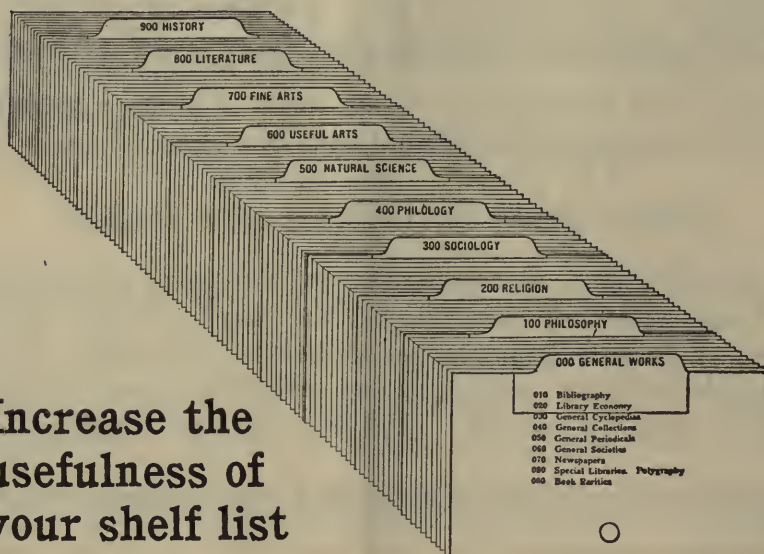 900 HISTORY
800 LITERATURE
700 FINE ARTS
600 USEFUL ARTS
500 NATURAL SCIENCE
400 PHILOLOGY
300 SOCIOLOGY
200 RELIGION
100 PHILOSOPHY
000 GENERAL WORKS
010 Bibliography
020 Library Economy
030 General Cyclopedias
040 General Collections
050 General Periodicals
060 General Societies
070 Newspapers
080 Special Libraries. Polygraphy
090 Book Rarities
Increase the
usefulness of
your shelf list